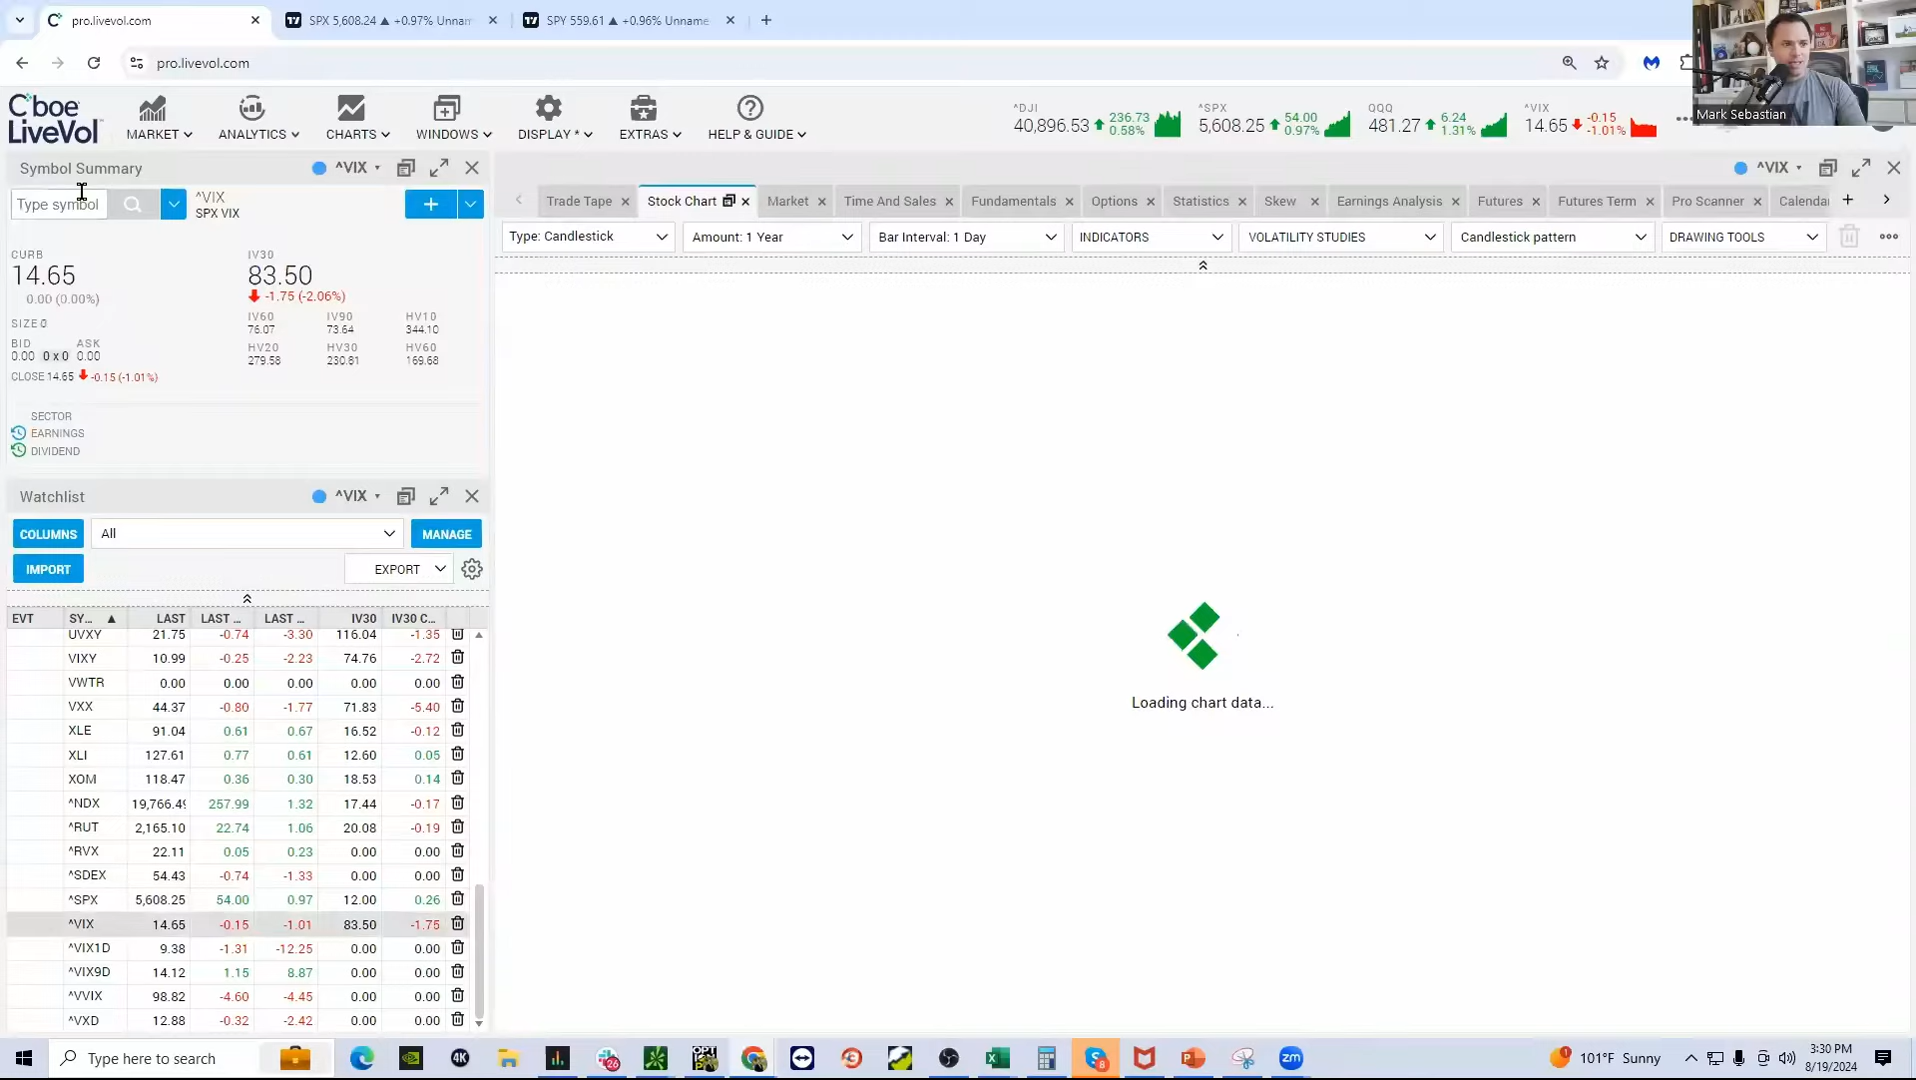 pro.livevol.com
SPX 5,608.24 ▲ +0.97% Unnam
SPY 559.61 ▲ +0.96% Unname
pro.livevol.com
Cboe LiveVol
MARKET
ANALYTICS
CHARTS
WINDOWS
DISPLAY *
EXTRAS
HELP & GUIDE
^DJI 40,896.53 236.73 0.58%
^SPX 5,608.25 54.00 0.97%
QQQ 481.27 6.24 1.31%
^VIX 14.65 -0.15 -1.01%
Mark Sebastian
Symbol Summary ^VIX
Type symbol
^VIX
SPX VIX
CURB
14.65
0.00 (0.00%)
SIZE 0
BID ASK
0.00 0 x 0 0.00
CLOSE 14.65 -0.15 (-1.01%)
IV30
83.50
-1.75 (-2.06%)
IV60 IV90 HV10
76.07 73.64 344.10
HV20 HV30 HV60
279.58 230.81 169.68
SECTOR
EARNINGS
DIVIDEND
^VIX
Trade Tape
Stock Chart
Market
Time And Sales
Fundamentals
Options
Statistics
Skew
Earnings Analysis
Futures
Futures Term
Pro Scanner
Calendar
Type: Candlestick
Amount: 1 Year
Bar Interval: 1 Day
INDICATORS
VOLATILITY STUDIES
Candlestick pattern
DRAWING TOOLS
Loading chart data...
Watchlist ^VIX
COLUMNS All MANAGE
IMPORT EXPORT
EVT SY... ▲ LAST LAST ... LAST ... IV30 IV30 C...
UVXY 21.75 -0.74 -3.30 116.04 -1.35
VIXY 10.99 -0.25 -2.23 74.76 -2.72
VWTR 0.00 0.00 0.00 0.00 0.00
VXX 44.37 -0.80 -1.77 71.83 -5.40
XLE 91.04 0.61 0.67 16.52 -0.12
XLI 127.61 0.77 0.61 12.60 0.05
XOM 118.47 0.36 0.30 18.53 0.14
^NDX 19,766.49 257.99 1.32 17.44 -0.17
^RUT 2,165.10 22.74 1.06 20.08 -0.19
^RVX 22.11 0.05 0.23 0.00 0.00
^SDEX 54.43 -0.74 -1.33 0.00 0.00
^SPX 5,608.25 54.00 0.97 12.00 0.26
^VIX 14.65 -0.15 -1.01 83.50 -1.75
^VIX1D 9.38 -1.31 -12.25 0.00 0.00
^VIX9D 14.12 1.15 8.87 0.00 0.00
^VVIX 98.82 -4.60 -4.45 0.00 0.00
^VXD 12.88 -0.32 -2.42 0.00 0.00
Type here to search
4K
26
OPT
8
zm
101°F Sunny
3:30 PM
8/19/2024